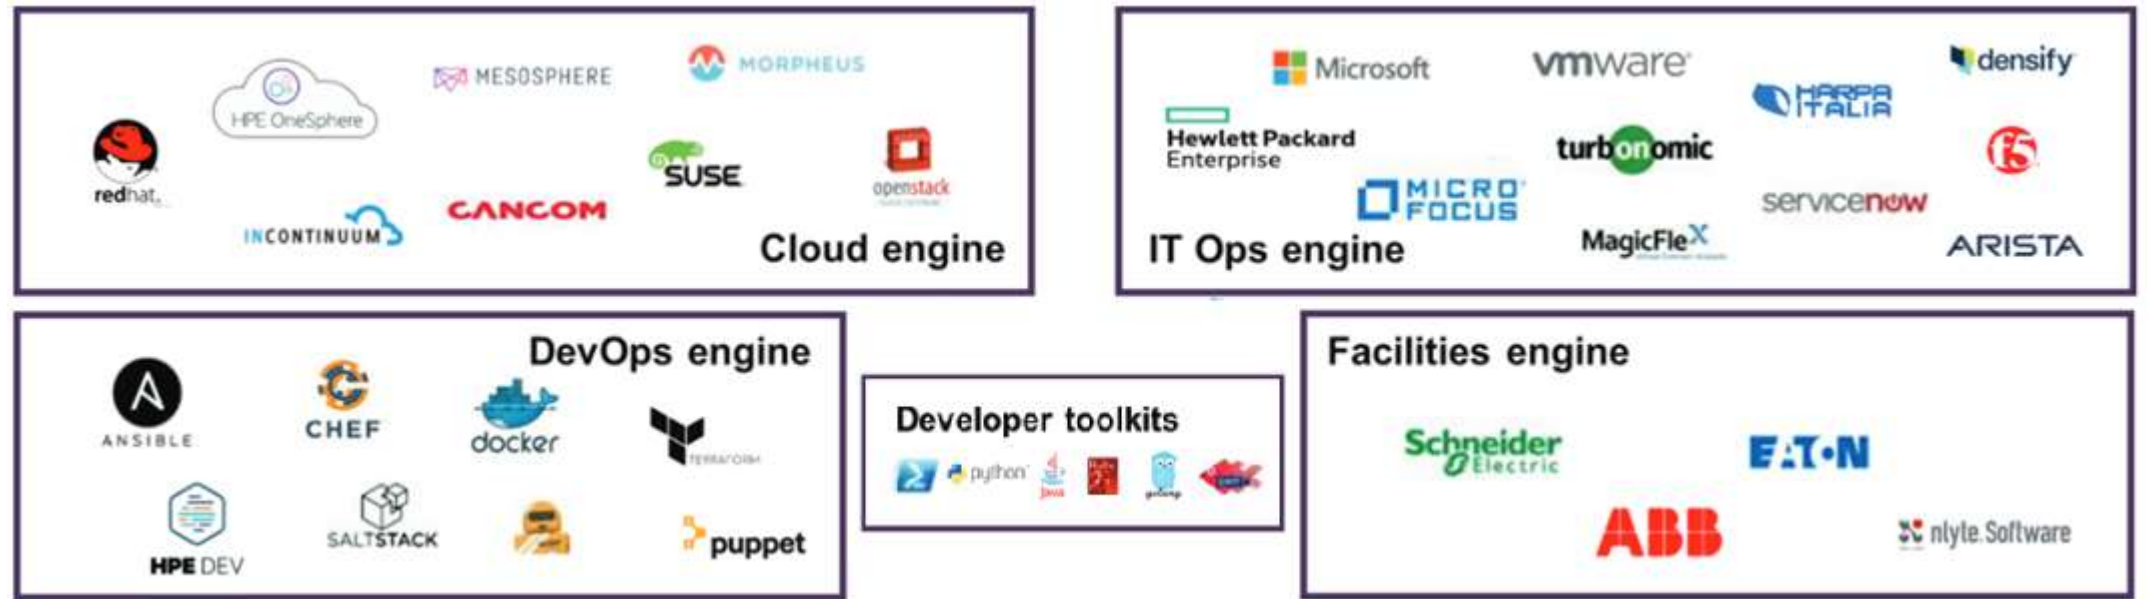 MESOSPHERE
MORPHEUS
HPE OneSphere
redhat.
SUSE
openstack
CANCOM
INCONTINUUM
Cloud engine
Microsoft
vmware
densify
HARPA
ITALIA
Hewlett Packard
Enterprise
turbonomic
f5
MICRO
FOCUS
servicenow
MagicFleX
ARISTA
IT Ops engine
DevOps engine
ANSIBLE
CHEF
docker
TERRAFORM
HPE DEV
SALTSTACK
puppet
Developer toolkits
python
Java
Facilities engine
Schneider
Electric
EATON
ABB
nlyte.Software